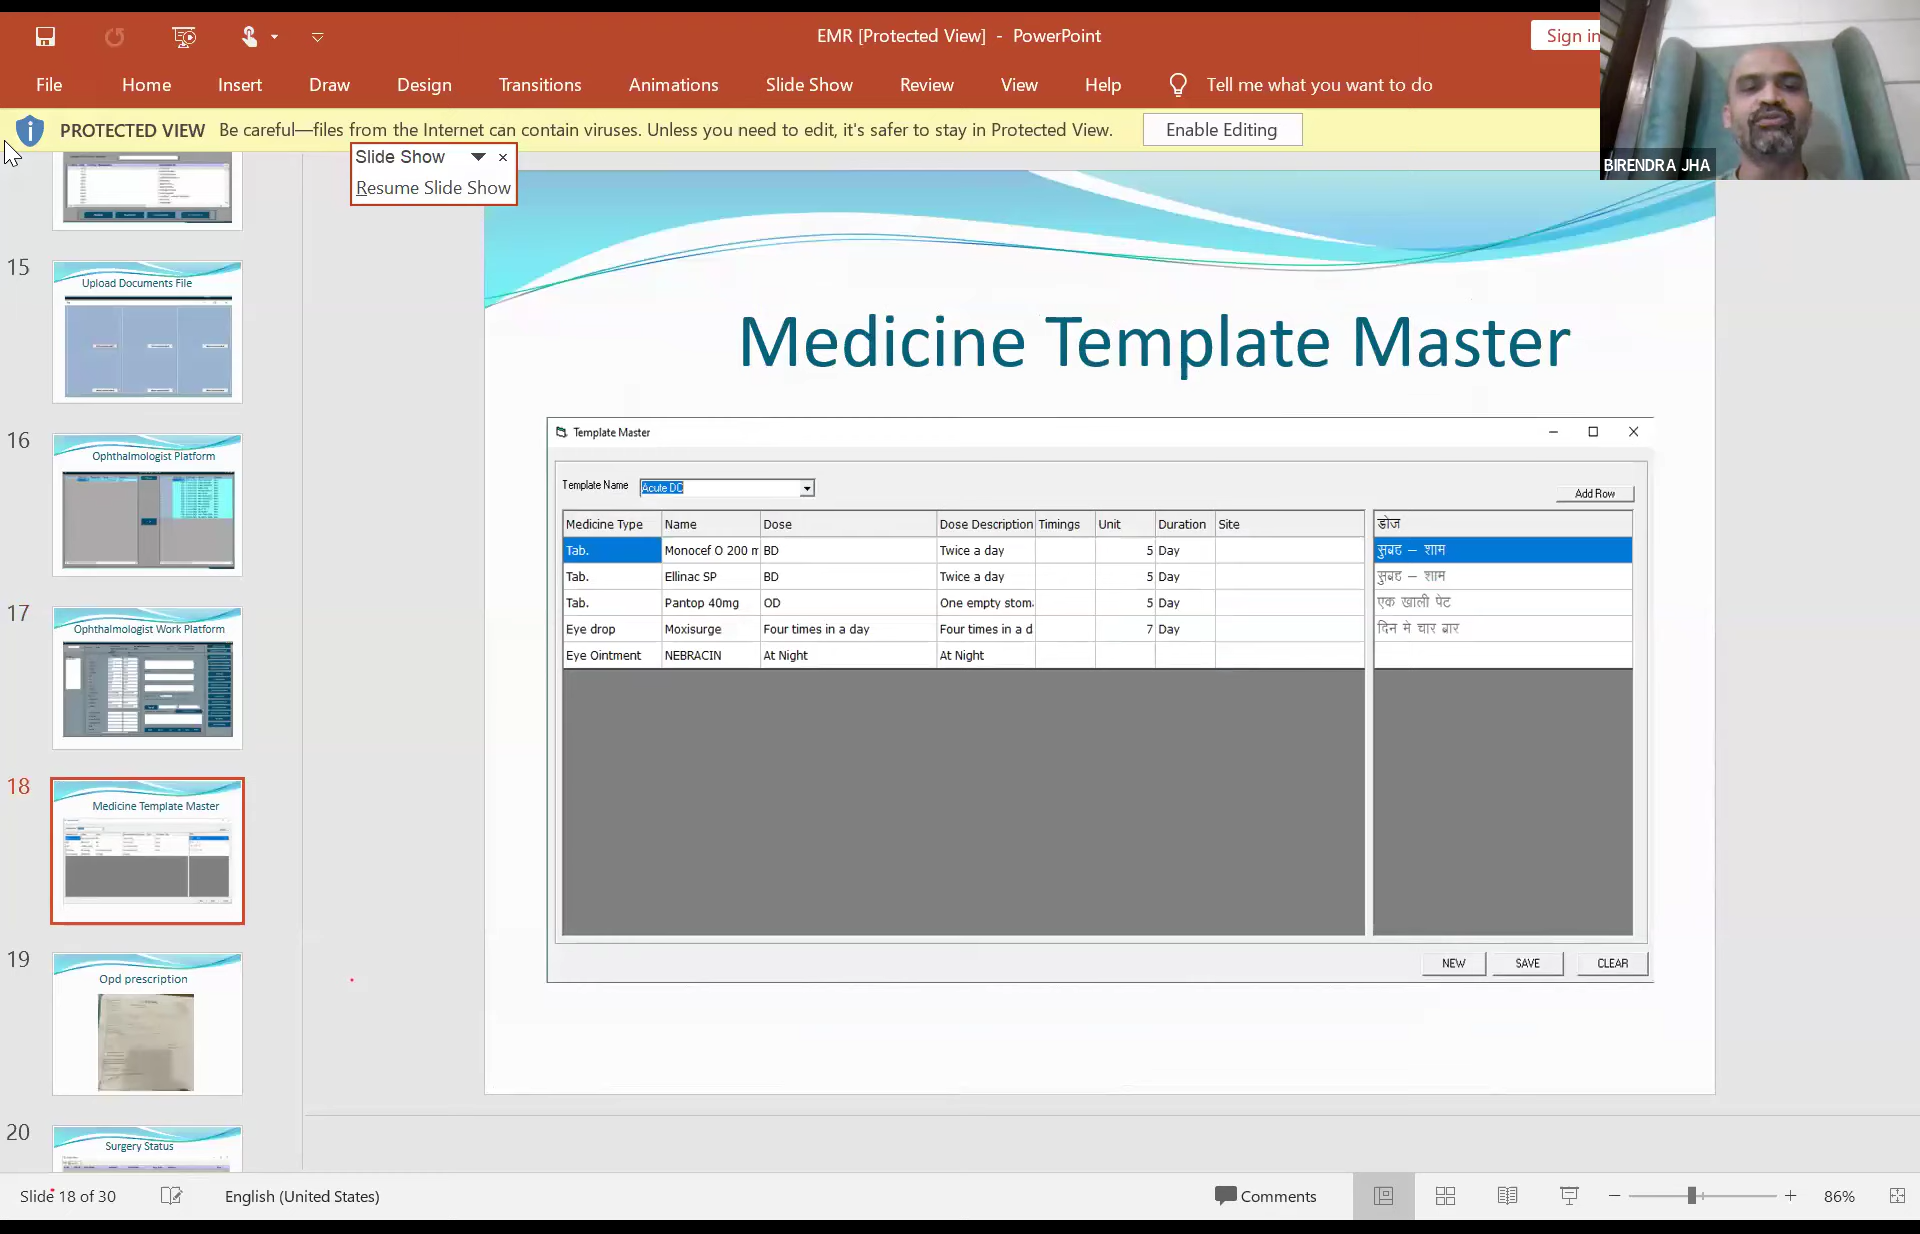 EMR [Protected View] - PowerPoint
Sign in
File Home Insert Draw Design Transitions Animations Slide Show Review View Help Tell me what you want to do
PROTECTED VIEW Be careful—files from the Internet can contain viruses. Unless you need to edit, it's safer to stay in Protected View. Enable Editing
BIRENDRA JHA
Slide Show
Resume Slide Show
15
Upload Documents File
16
Ophthalmologist Platform
17
Ophthalmologist Work Platform
18
Medicine Template Master
19
Opd prescription
20
Surgery Status
Medicine Template Master
Template Master
Template Name Acute DC
Add Row
Medicine Type Name Dose Dose Description Timings Unit Duration Site डोज
Tab. Monocef O 200 m BD Twice a day 5 Day सुबह – शाम
Tab. Ellinac SP BD Twice a day 5 Day सुबह – शाम
Tab. Pantop 40mg OD One empty stom. 5 Day एक खाली पेट
Eye drop Moxisurge Four times in a day Four times in a d 7 Day दिन मे चार बार
Eye Ointment NEBRACIN At Night At Night
NEW SAVE CLEAR
Slide 18 of 30 English (United States) Comments 86%